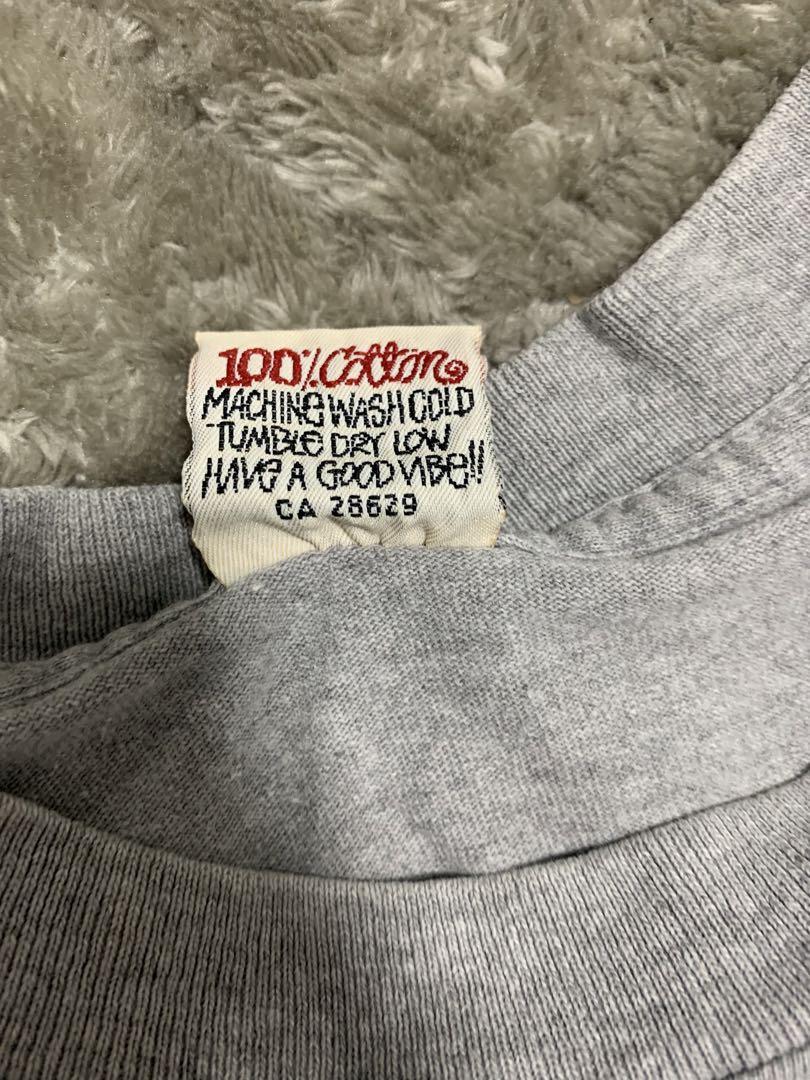 100% Cotton
MACHINE WASH COLD
TUMBLE DRY LOW
HAVE A GOOD VIBE!!
CA 28629